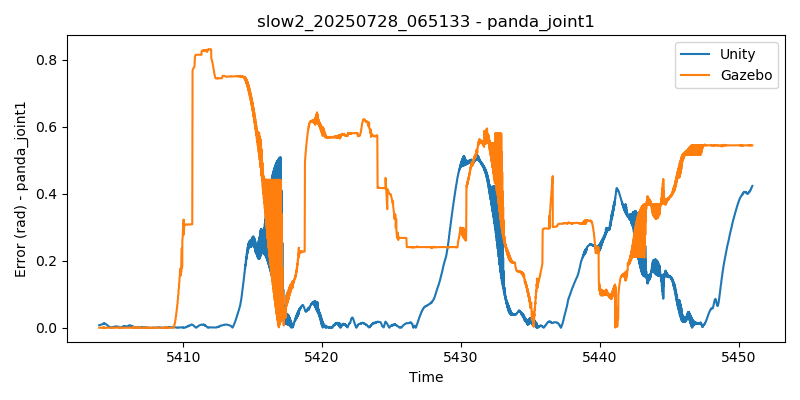 slow2_20250728_065133 - panda_joint1
Unity
Gazebo
Error (rad) - panda_joint1
0.8
0.6
0.4
0.2
0.0
5410
5420
5430
5440
5450
Time